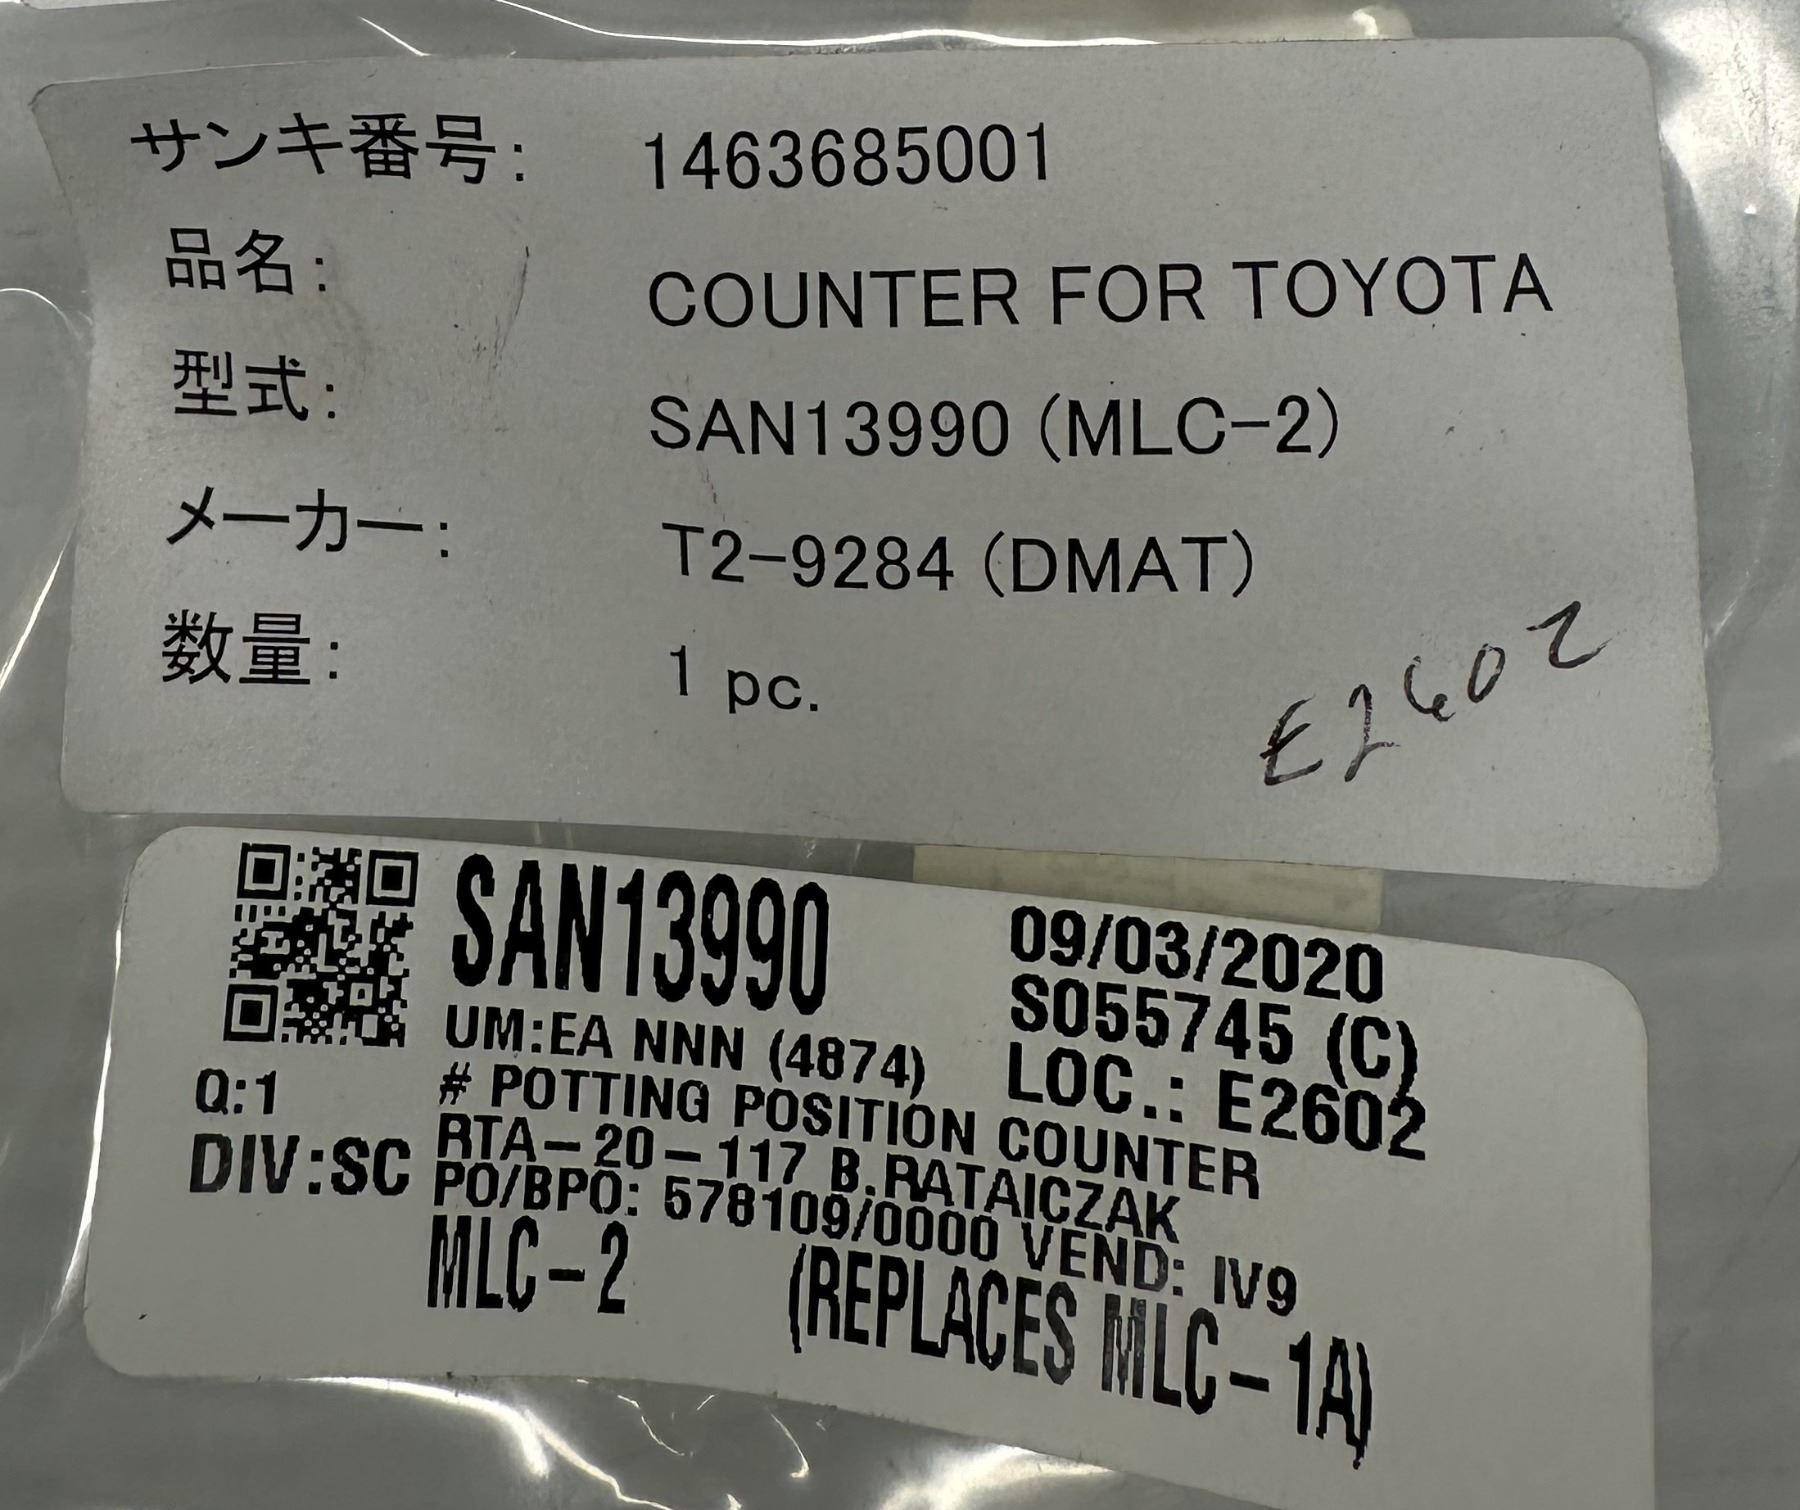 サンキ番号: 1463685001
品名: COUNTER FOR TOYOTA
型式: SAN13990 (MLC-2)
メーカー: T2-9284 (DMAT)
数量: 1 pc.
E2602
SAN13990
09/03/2020
S055745 (C)
LOC.: E2602
UM:EA NNN (4874)
Q:1
# POTTING POSITION COUNTER
DIV:SC
RTA-20-117 B.RATAICZAK
PO/BPO: 578109/0000 VEND: IV9
MLC-2 (REPLACES MLC-1A)